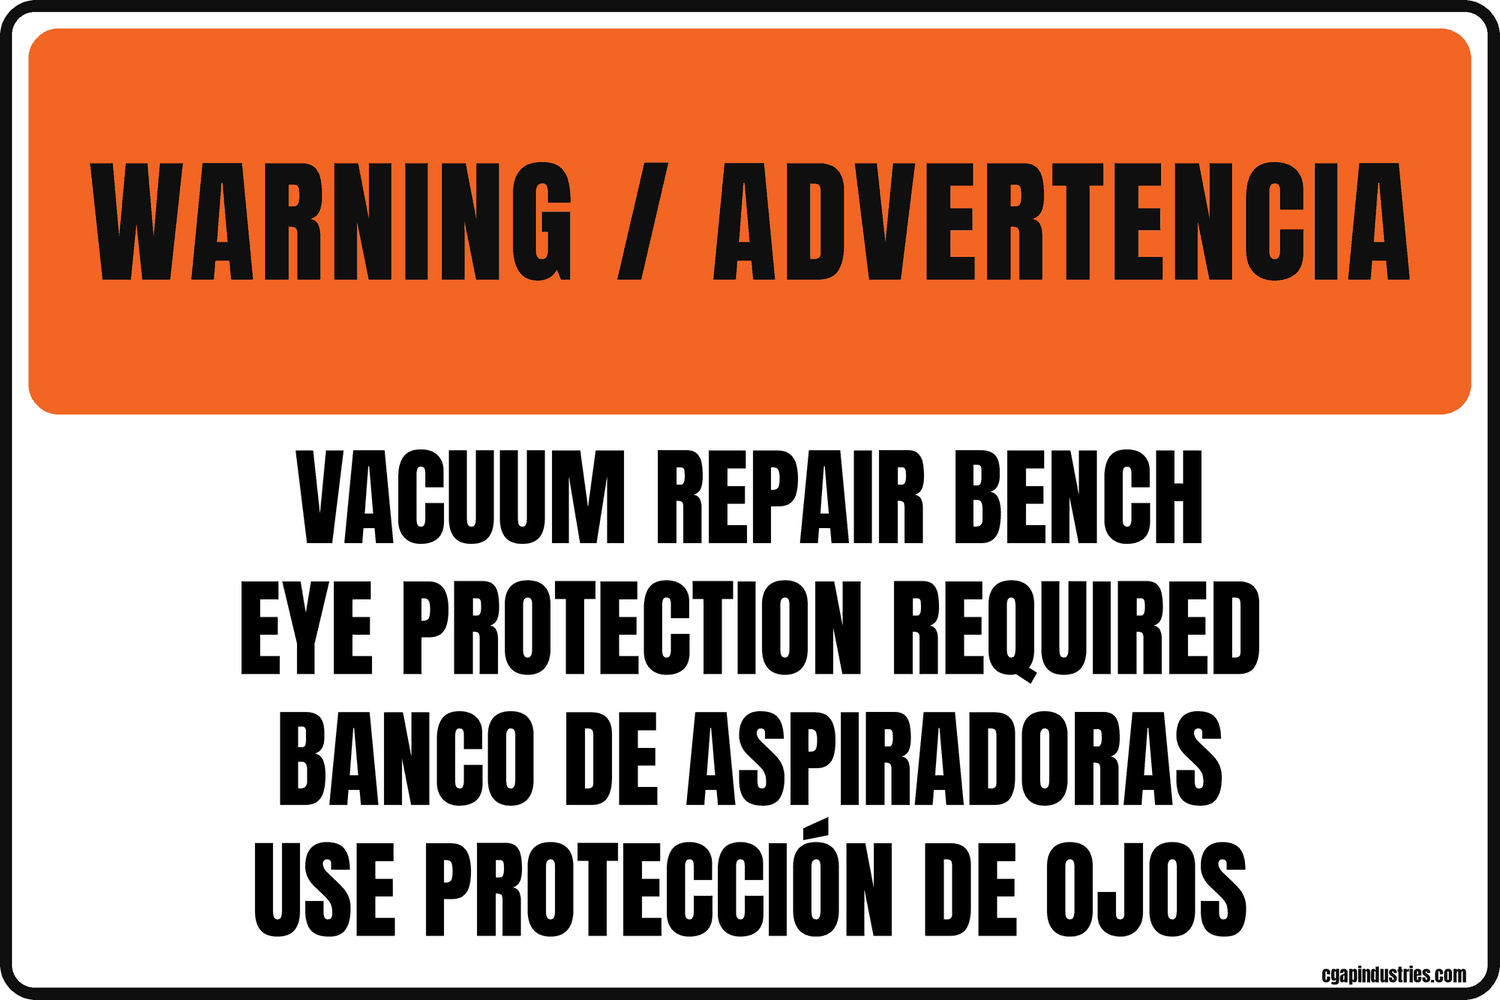 WARNING / ADVERTENCIA
VACUUM REPAIR BENCH
EYE PROTECTION REQUIRED
BANCO DE ASPIRADORAS
USE PROTECCIÓN DE OJOS
cgapindustries.com